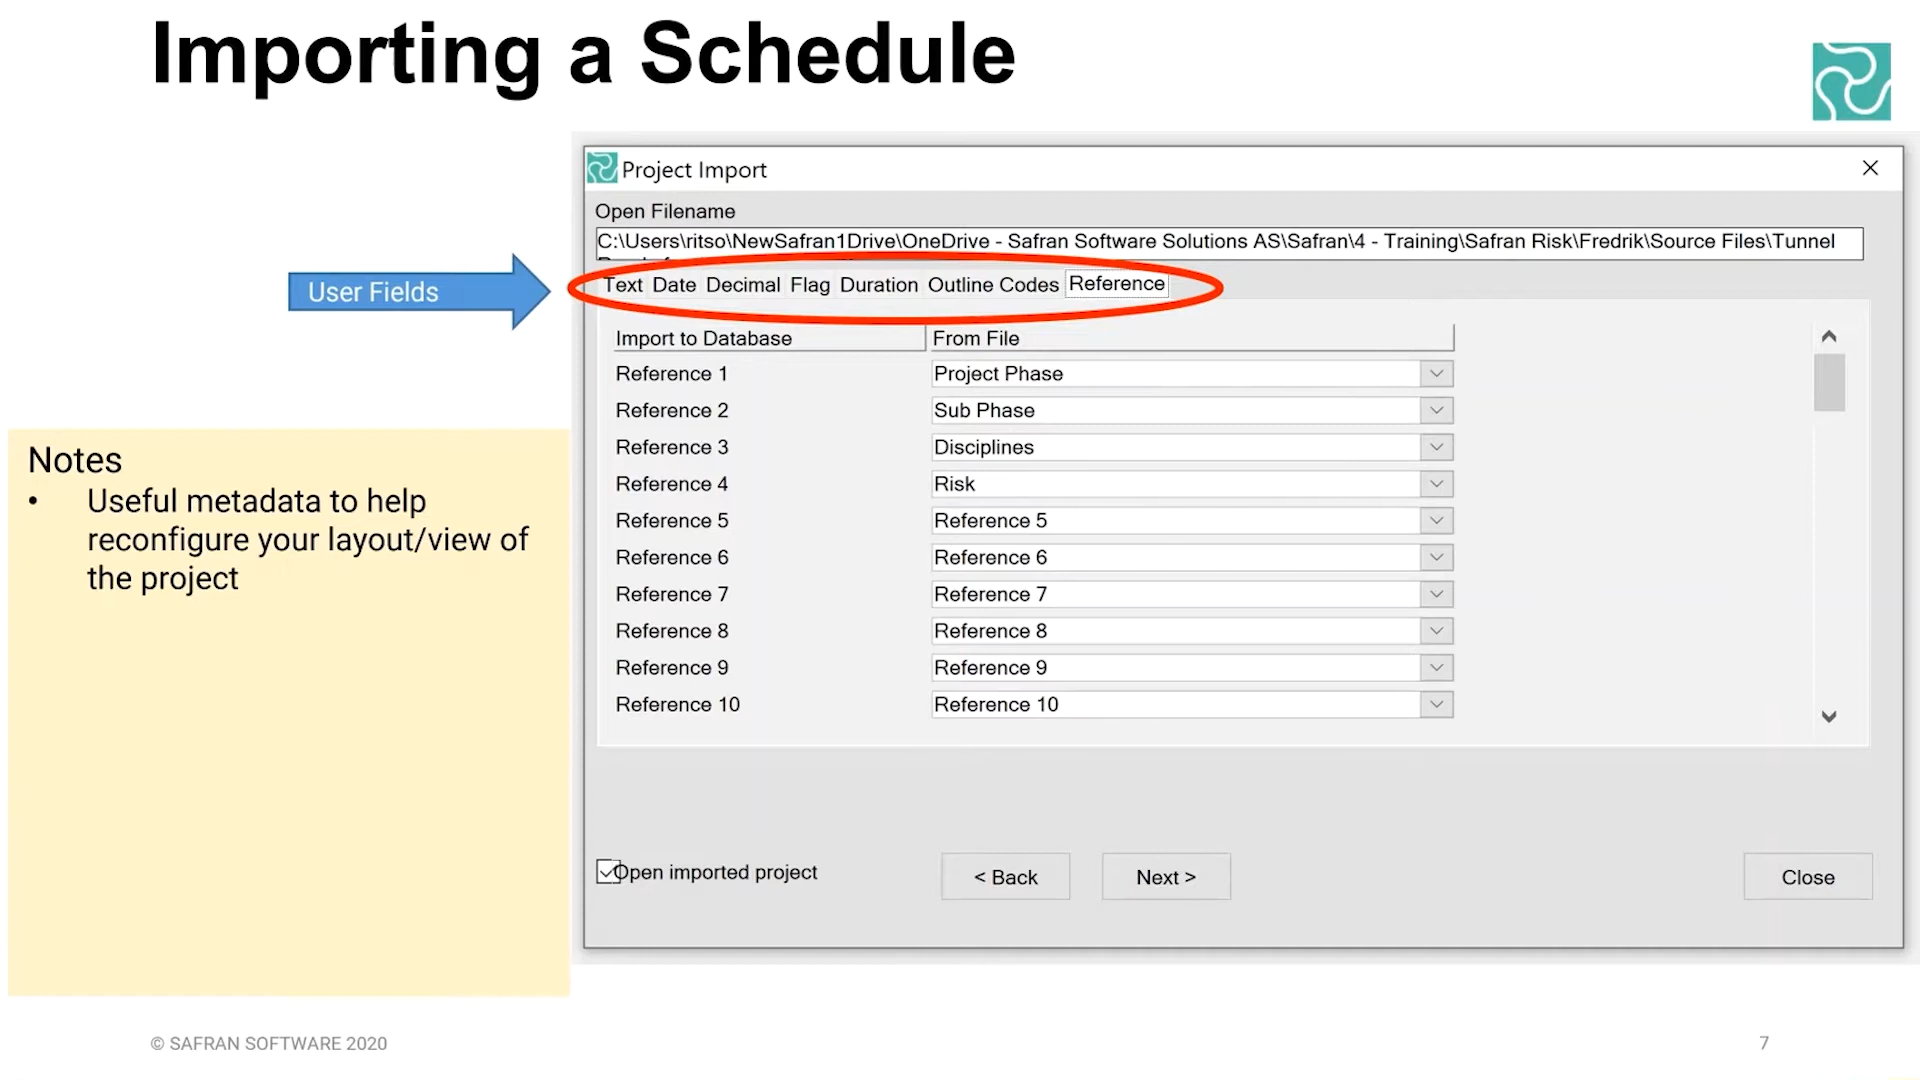 Importing a Schedule
Project Import
Open Filename
C:\Users\ritso\NewSafran1Drive\OneDrive - Safran Software Solutions AS\Safran\4 - Training\Safran Risk\Fredrik\Source Files\Tunnel
User Fields
Text Date Decimal Flag Duration Outline Codes Reference
Import to Database From File
Reference 1 Project Phase
Reference 2 Sub Phase
Reference 3 Disciplines
Reference 4 Risk
Reference 5 Reference 5
Reference 6 Reference 6
Reference 7 Reference 7
Reference 8 Reference 8
Reference 9 Reference 9
Reference 10 Reference 10
Notes
• Useful metadata to help
reconfigure your layout/view of
the project
Open imported project
< Back
Next >
Close
© SAFRAN SOFTWARE 2020
7